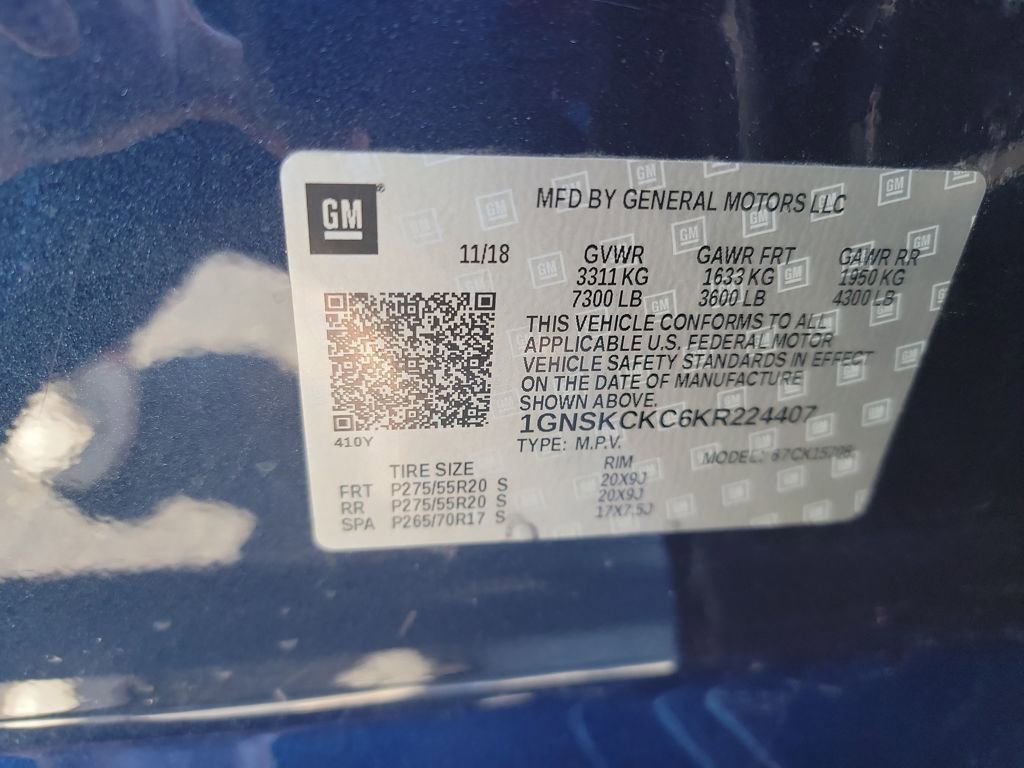 GM
MFD BY GENERAL MOTORS LLC
11/18 GVWR GAWR FRT GAWR RR
3311 KG 1633 KG 1950 KG
7300 LB 3600 LB 4300 LB
THIS VEHICLE CONFORMS TO ALL
APPLICABLE U.S. FEDERAL MOTOR
VEHICLE SAFETY STANDARDS IN EFFECT
ON THE DATE OF MANUFACTURE
SHOWN ABOVE.
1GNSKCKC6KR224407
410Y
TYPE: M.P.V. MODEL:
TIRE SIZE RIM
FRT P275/55R20 S 20X9J
RR P275/55R20 S 20X9J
SPA P265/70R17 S 17X7.5J